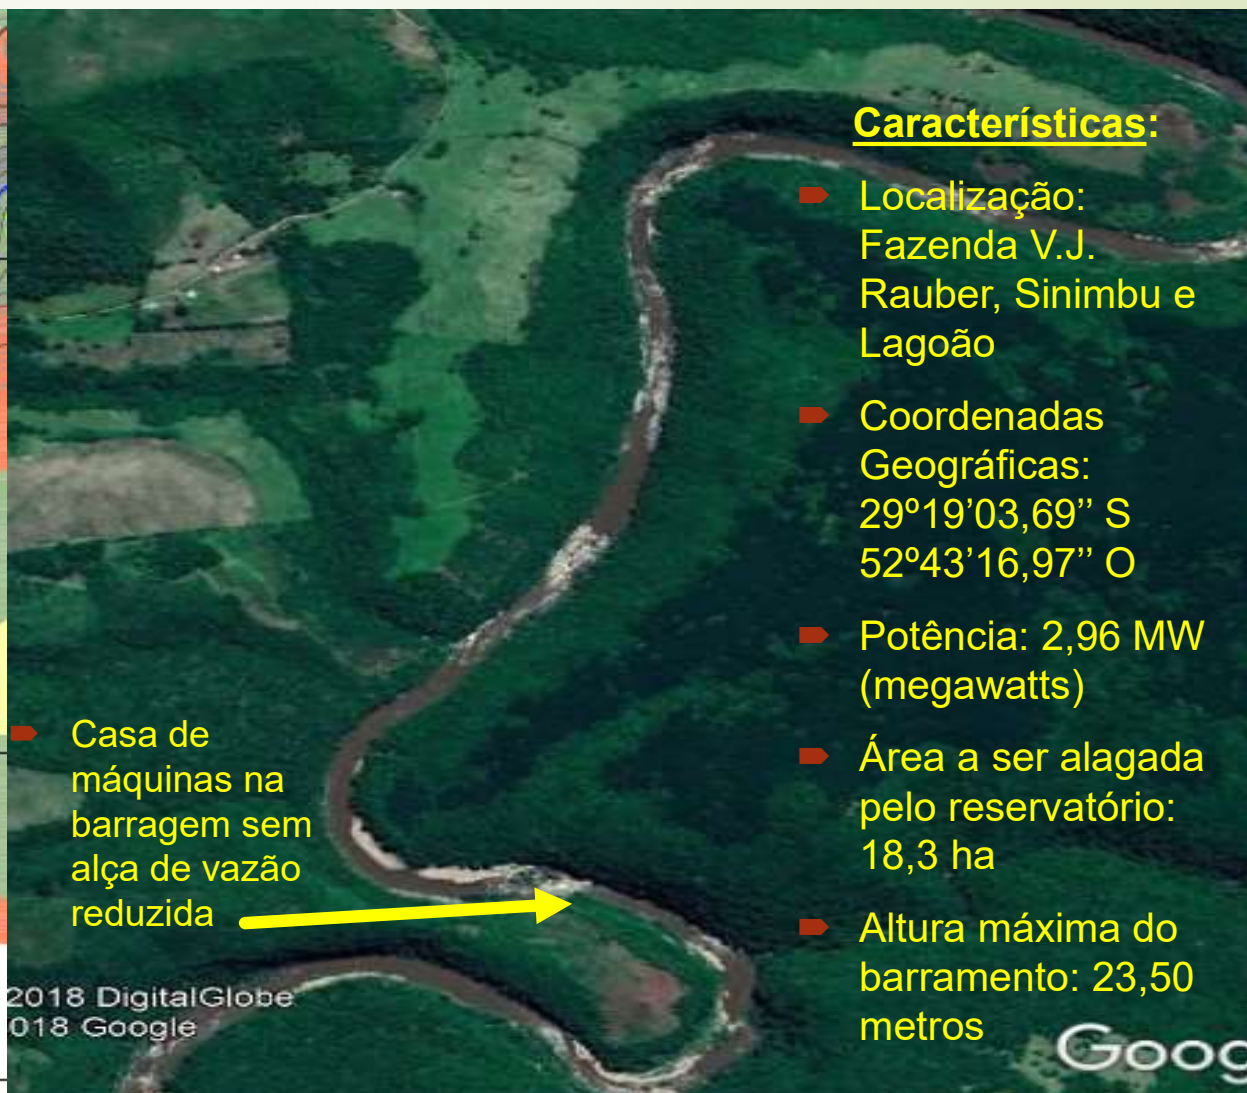 Características:
Localização:
Fazenda V.J.
Rauber, Sinimbu e
Lagoão
Coordenadas
Geográficas:
29º19’03,69’’ S
52º43’16,97’’ O
Potência: 2,96 MW
(megawatts)
Área a ser alagada
pelo reservatório:
18,3 ha
Altura máxima do
barramento: 23,50
metros
Casa de
máquinas na
barragem sem
alça de vazão
reduzida
2018 DigitalGlobe
018 Google
Goog